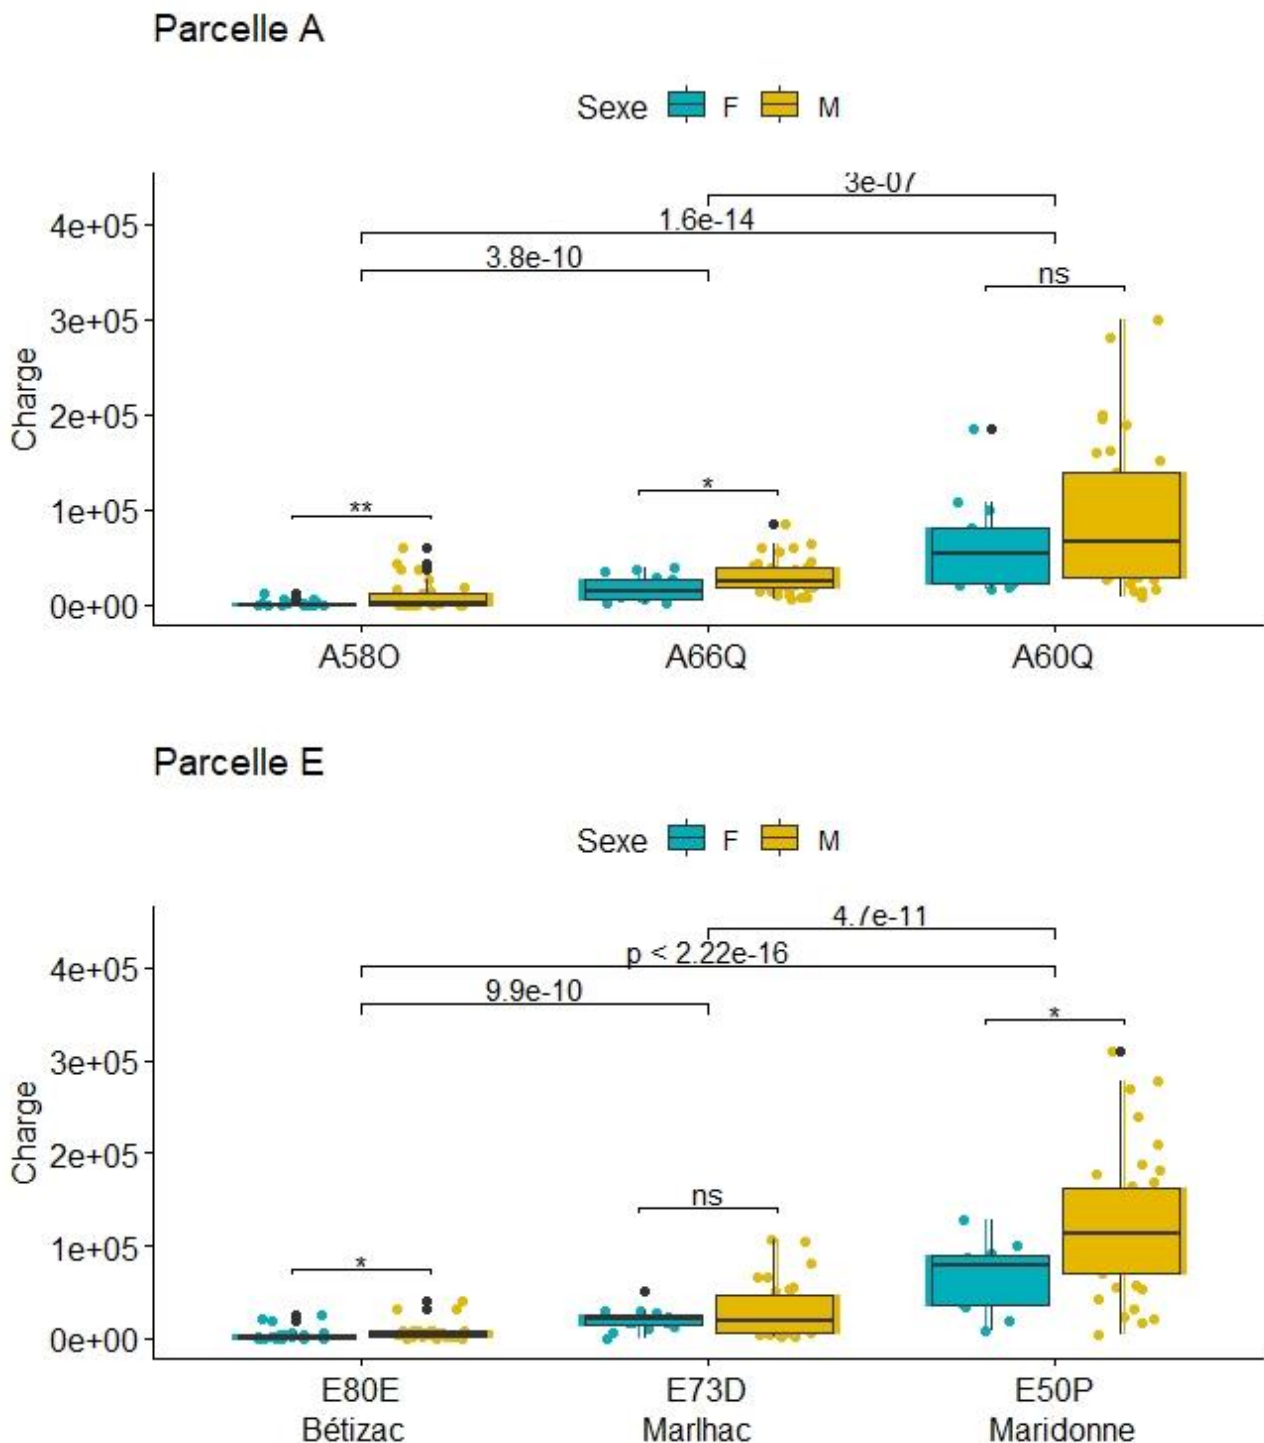 Parcelle A
Sexe F M
3e-07
4e+05
1.6e-14
3.8e-10
ns
3e+05
Charge
2e+05
*
1e+05
**
0e+00
A58O A66Q A60Q
Parcelle E
Sexe F M
4.7e-11
4e+05
p < 2.22e-16
9.9e-10
*
3e+05
Charge
2e+05
ns
1e+05
*
0e+00
E80E E73D E50P
Bétizac Marlhac Maridonne